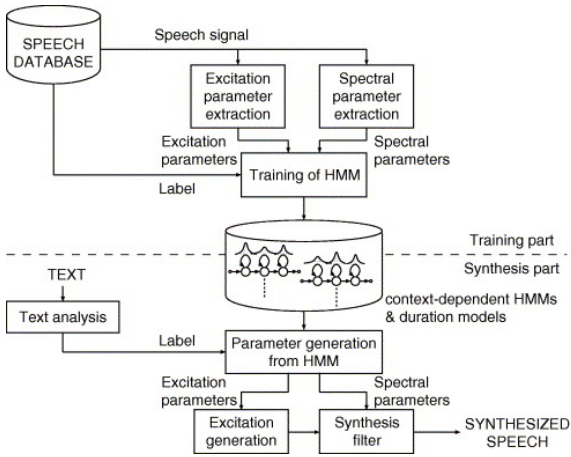 SPEECH
DATABASE
Speech signal
Excitation
parameter
extraction
Spectral
parameter
extraction
Excitation
parameters
Spectral
parameters
Label
Training of HMM
Training part
Synthesis part
context-dependent HMMs
& duration models
TEXT
Text analysis
Label
Parameter generation
from HMM
Excitation
parameters
Spectral
parameters
Excitation
generation
Synthesis
filter
SYNTHESIZED
SPEECH